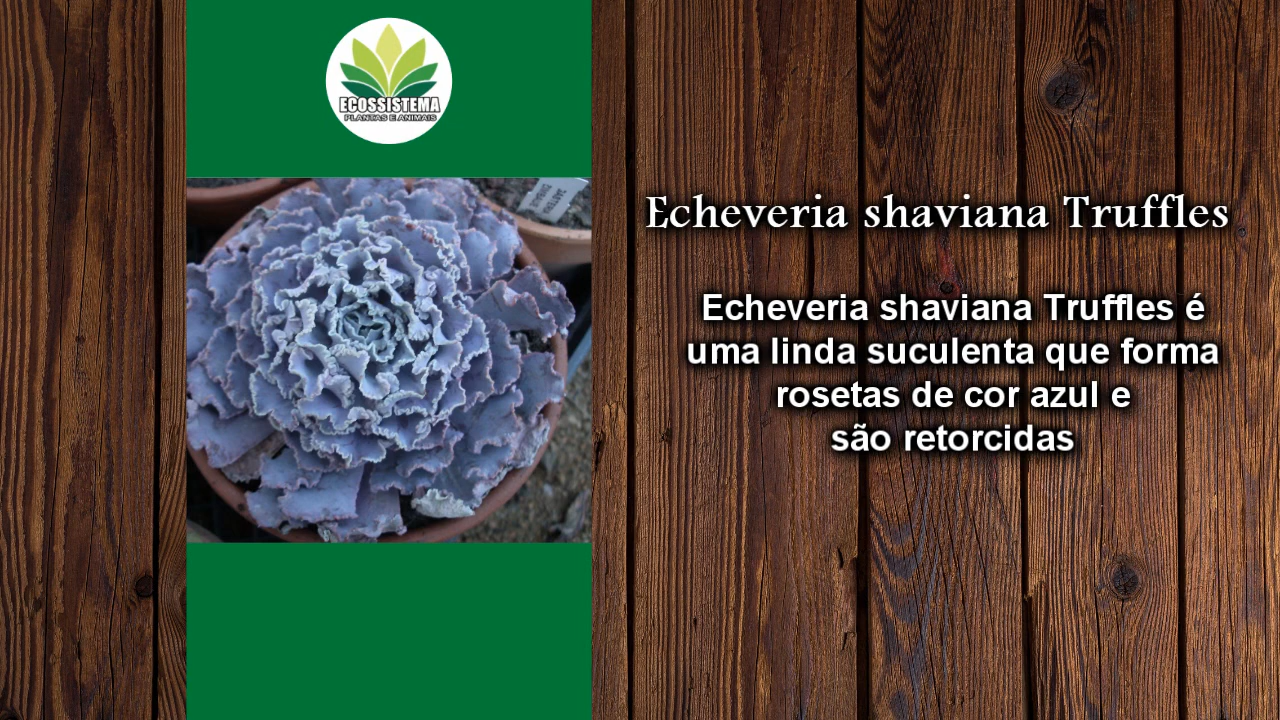 ECOSSISTEMA
PLANTAS E ANIMAIS
Echeveria shaviana Truffles
Echeveria shaviana Truffles é
uma linda suculenta que forma
rosetas de cor azul e
são retorcidas